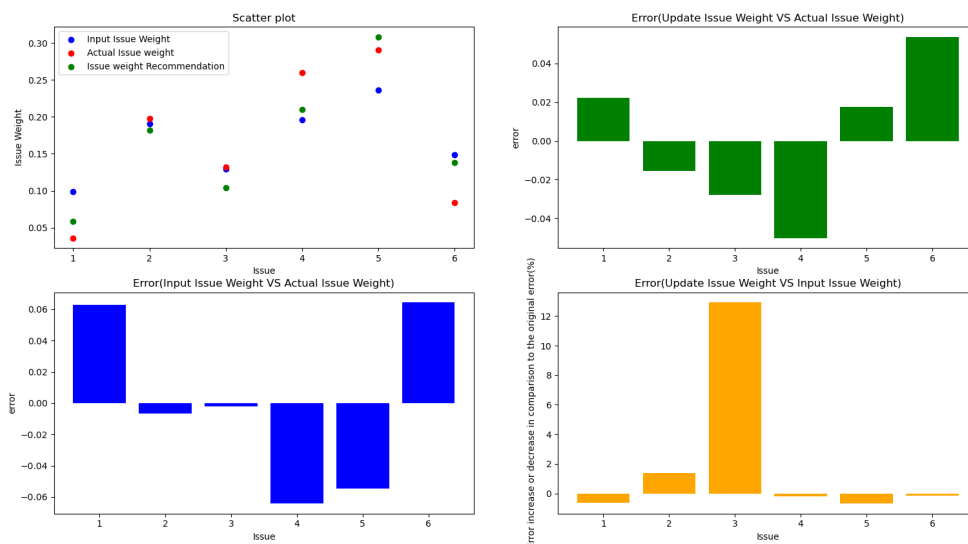 Scatter plot
Input Issue Weight
Actual Issue weight
Issue weight Recommendation
Issue Weight
0.30
0.25
0.20
0.15
0.10
0.05
1 2 3 4 5 6
Issue
Error(Update Issue Weight VS Actual Issue Weight)
error
0.04
0.02
0.00
−0.02
−0.04
1 2 3 4 5 6
Issue
Error(Input Issue Weight VS Actual Issue Weight)
error
0.06
0.04
0.02
0.00
−0.02
−0.04
−0.06
1 2 3 4 5 6
Issue
Error(Update Issue Weight VS Input Issue Weight)
Error increase or decrease in comparison to the original error(%)
12
10
8
6
4
2
0
1 2 3 4 5 6
Issue